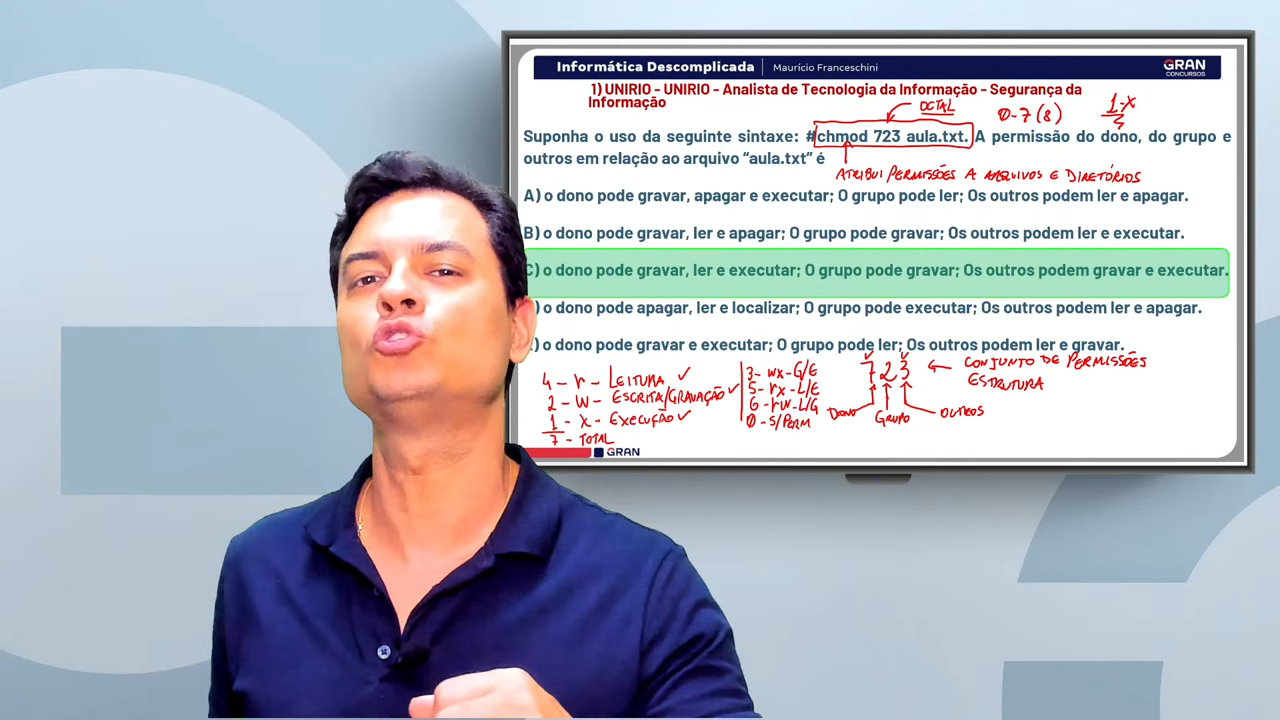 Informática Descomplicada | Maurício Franceschini
GRAN
CONCURSOS
1) UNIRIO - UNIRIO - Analista de Tecnologia da Informação - Segurança da
Informação
OCTAL
0-7 (8)
1-x
Suponha o uso da seguinte sintaxe: #chmod 723 aula.txt. A permissão do dono, do grupo e
outros em relação ao arquivo “aula.txt” é
ATRIBUI PERMISSÕES A ARQUIVOS E DIRETÓRIOS
A) o dono pode gravar, apagar e executar; O grupo pode ler; Os outros podem ler e apagar.
B) o dono pode gravar, ler e apagar; O grupo pode gravar; Os outros podem ler e executar.
C) o dono pode gravar, ler e executar; O grupo pode gravar; Os outros podem gravar e executar.
) o dono pode apagar, ler e localizar; O grupo pode executar; Os outros podem ler e apagar.
) o dono pode gravar e executar; O grupo pode ler; Os outros podem ler e gravar.
4 - r - LEITURA ✓
2 - W - ESCRITA/GRAVAÇÃO ✓
1 - x - EXECUÇÃO ✓
7 - TOTAL
3 - wx - G/E
5 - rx - L/E
6 - rw - L/G
0 - S/PERM
723
CONJUNTO DE PERMISSÕES
ESTRUTURA
DONO
GRUPO
OUTROS
GRAN